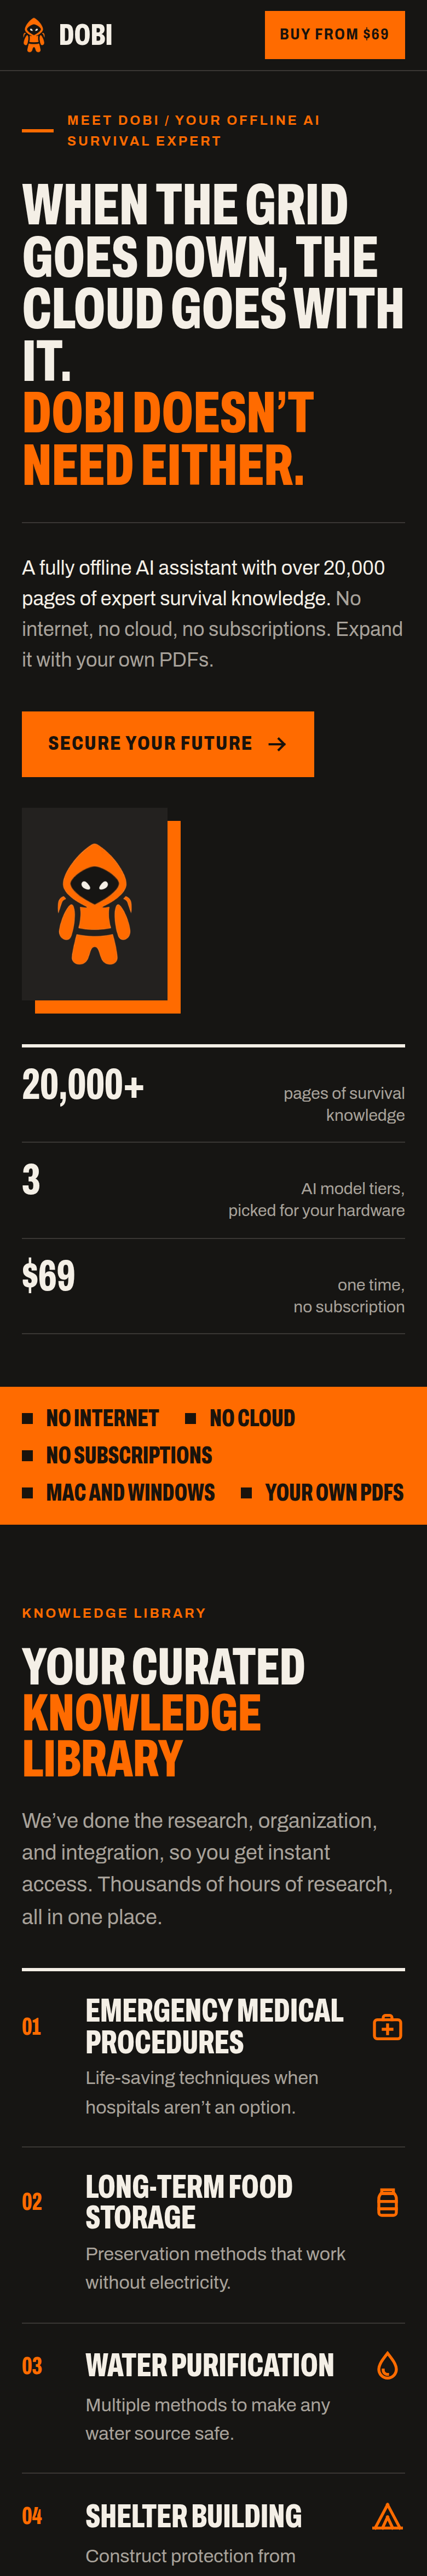 DOBI
BUY FROM $69
MEET DOBI / YOUR OFFLINE AI
SURVIVAL EXPERT
WHEN THE GRID
GOES DOWN, THE
CLOUD GOES WITH
IT.
DOBI DOESN’T
NEED EITHER.
A fully offline AI assistant with over 20,000
pages of expert survival knowledge. No
internet, no cloud, no subscriptions. Expand
it with your own PDFs.
SECURE YOUR FUTURE →
20,000+
pages of survival
knowledge
3
AI model tiers,
picked for your hardware
$69
one time,
no subscription
NO INTERNET
NO CLOUD
NO SUBSCRIPTIONS
MAC AND WINDOWS
YOUR OWN PDFS
KNOWLEDGE LIBRARY
YOUR CURATED
KNOWLEDGE
LIBRARY
We’ve done the research, organization,
and integration, so you get instant
access. Thousands of hours of research,
all in one place.
01
EMERGENCY MEDICAL
PROCEDURES
Life-saving techniques when
hospitals aren’t an option.
02
LONG-TERM FOOD
STORAGE
Preservation methods that work
without electricity.
03
WATER PURIFICATION
Multiple methods to make any
water source safe.
04
SHELTER BUILDING
Construct protection from